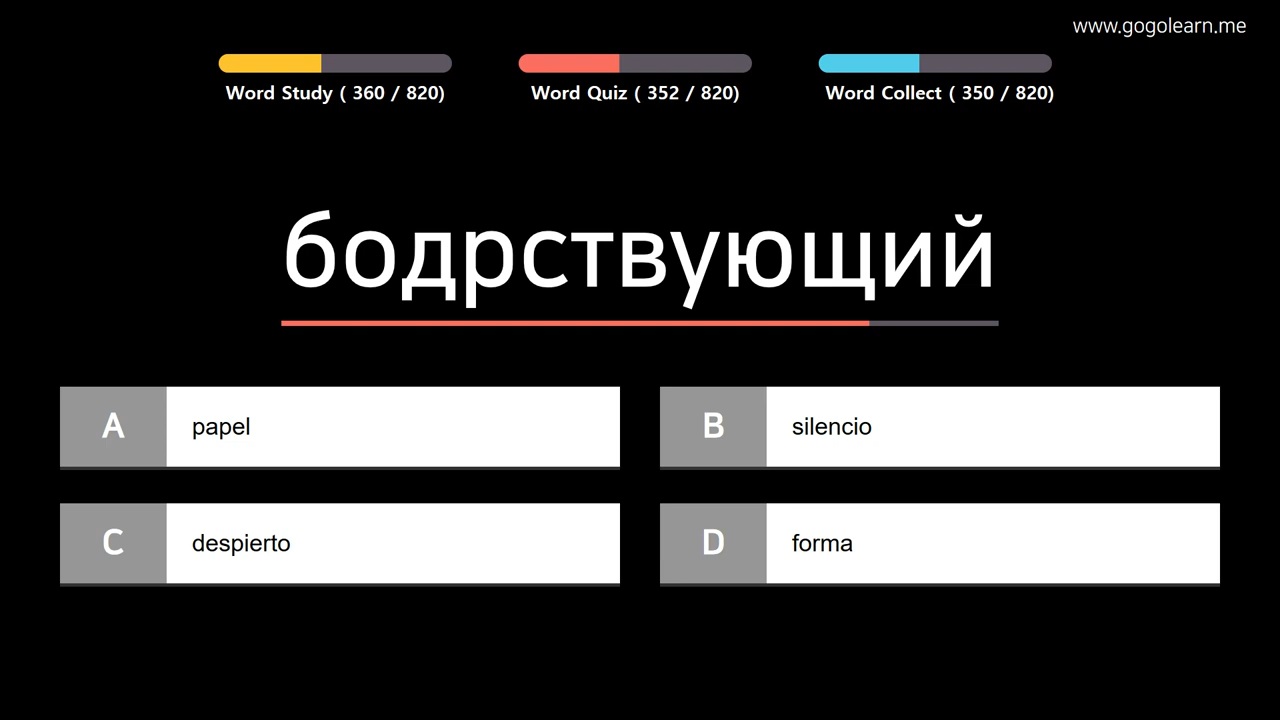 www.gogolearn.me
Word Study ( 360 / 820)
Word Quiz ( 352 / 820)
Word Collect ( 350 / 820)
бодрствующий
A papel
B silencio
C despierto
D forma